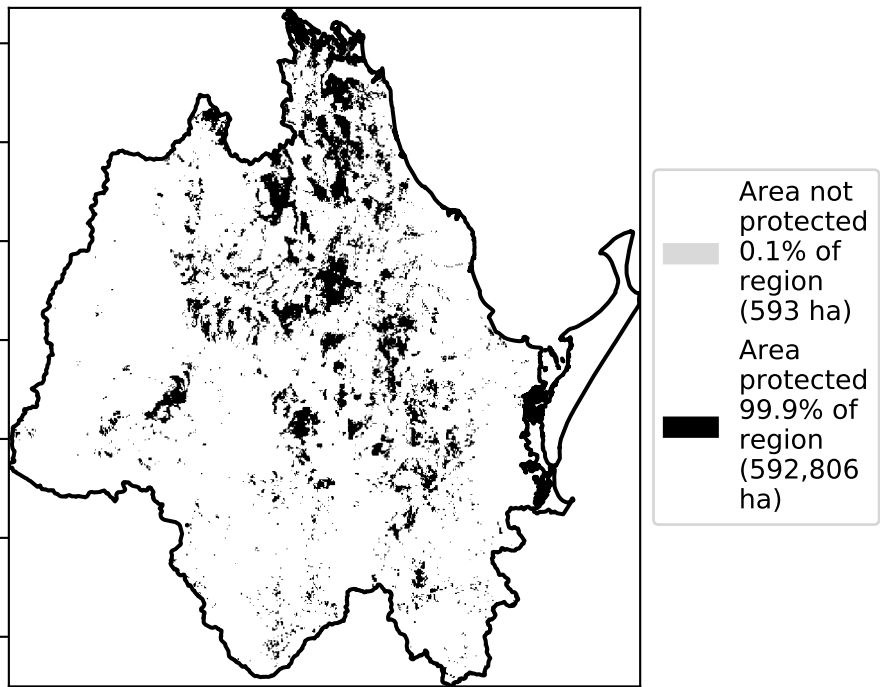 Area not
protected
0.1% of
region
(593 ha)
Area
protected
99.9% of
region
(592,806
ha)